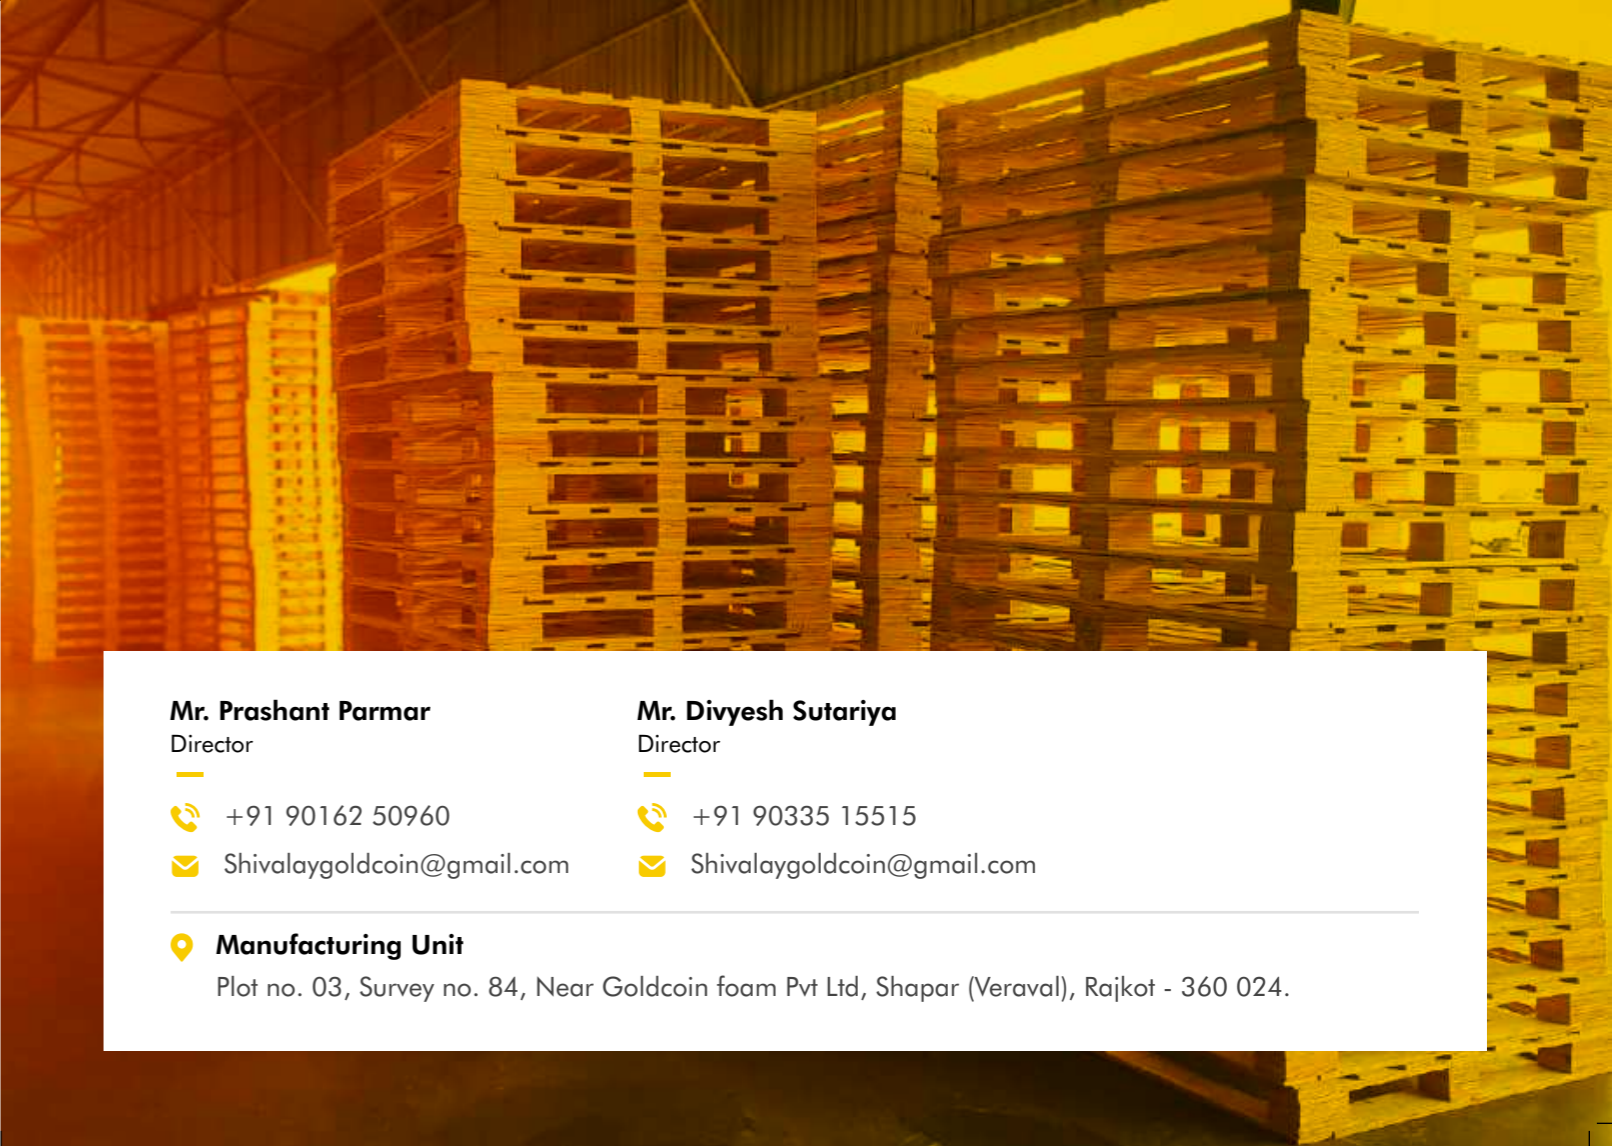 Mr. Prashant Parmar
Director
+91 90162 50960
Shivalaygoldcoin@gmail.com
Mr. Divyesh Sutariya
Director
+91 90335 15515
Shivalaygoldcoin@gmail.com
Manufacturing Unit
Plot no. 03, Survey no. 84, Near Goldcoin foam Pvt Ltd, Shapar (Veraval), Rajkot - 360 024.